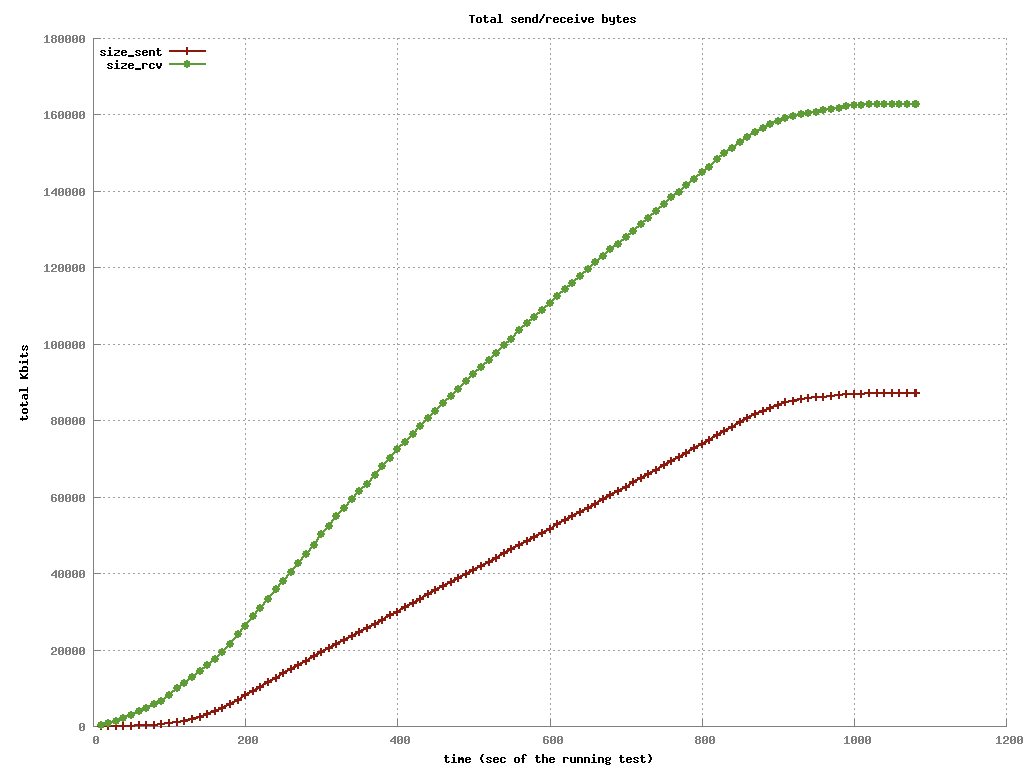 Total send/receive bytes
180000
160000
140000
120000
100000
80000
60000
40000
20000
0
total Kbits
size_sent
size_rcv
0 200 400 600 800 1000 1200
time (sec of the running test)